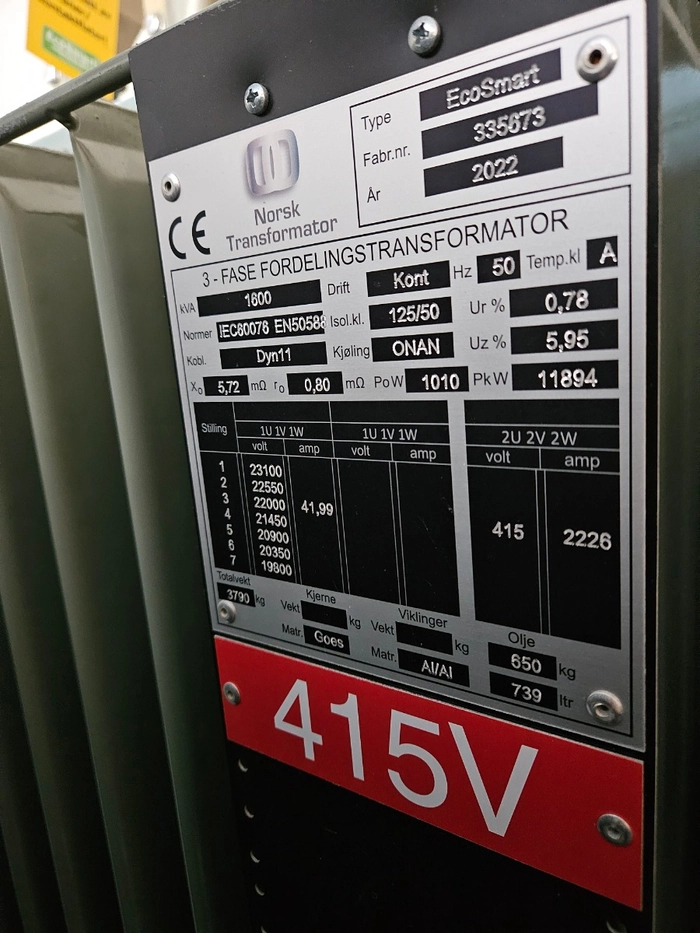 Type EcoSmart
Fabr.nr. 335673
År 2022
CE
Norsk
Transformator
3 - FASE FORDELINGSTRANSFORMATOR
kVA 1600 Drift Kont Hz 50 Temp.kl A
Normer IEC60076 EN50588 Isol.kl. 125/50 Ur % 0,78
Kobl. Dyn11 Kjøling ONAN Uz % 5,95
X₀ 5,72 mΩ r₀ 0,80 mΩ PoW 1010 PkW 11894
Stilling 1U 1V 1W 1U 1V 1W 2U 2V 2W
volt amp volt amp volt amp
1 23100
2 22550
3 22000 41,99 415 2226
4 21450
5 20900
6 20350
7 19800
Totalvekt Kjerne Viklinger Olje
3790 kg Vekt kg Vekt kg 650 kg
Matr. Goes Matr. Al/Al 739 ltr
415V